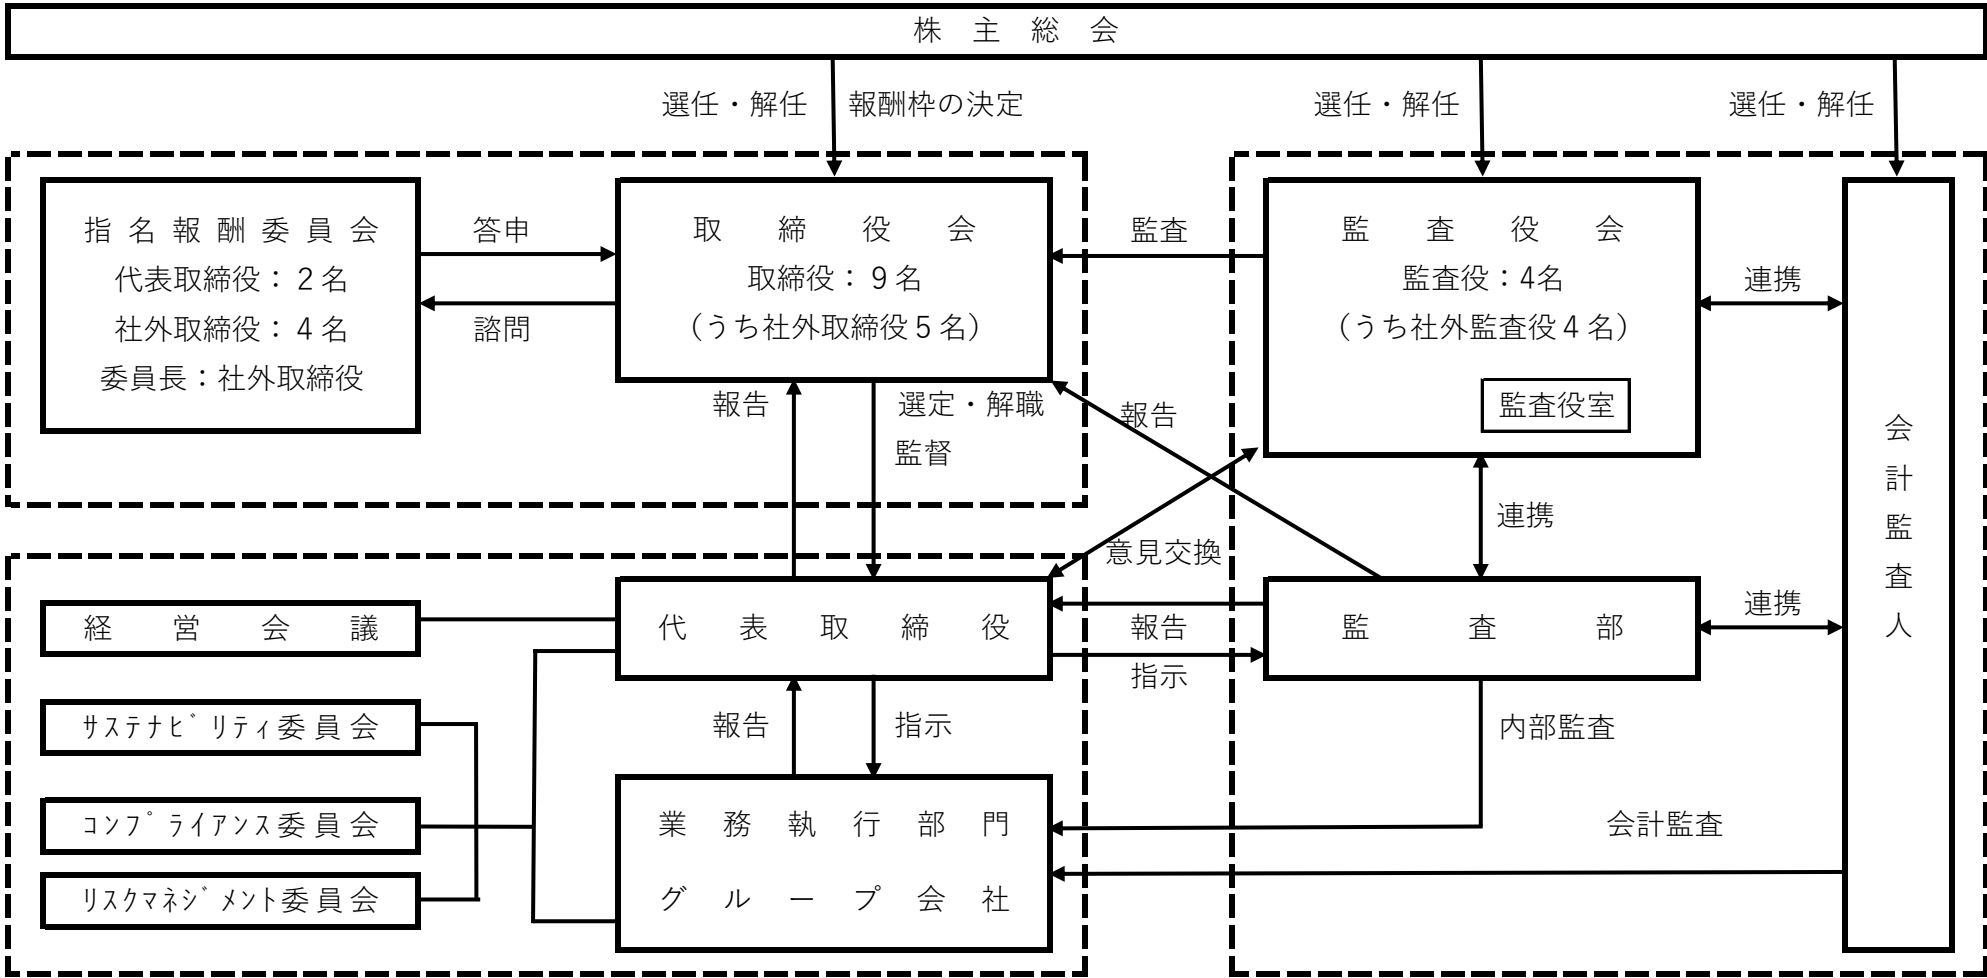 株主総会
選任・解任
報酬枠の決定
選任・解任
選任・解任
指名報酬委員会
代表取締役：２名
社外取締役：４名
委員長：社外取締役
答申
諮問
取締役会
取締役：９名
（うち社外取締役５名）
監査
監査役会
監査役：4名
（うち社外監査役４名）
監査役室
連携
会計監査人
報告
選定・解職
監督
報告
意見交換
連携
経営会議
代表取締役
報告
指示
監査部
連携
ｻｽﾃﾅﾋﾞﾘﾃｨ委員会
報告
指示
内部監査
ｺﾝﾌﾟﾗｲｱﾝｽ委員会
業務執行部門
グループ会社
会計監査
ﾘｽｸﾏﾈｼﾞﾒﾝﾄ委員会